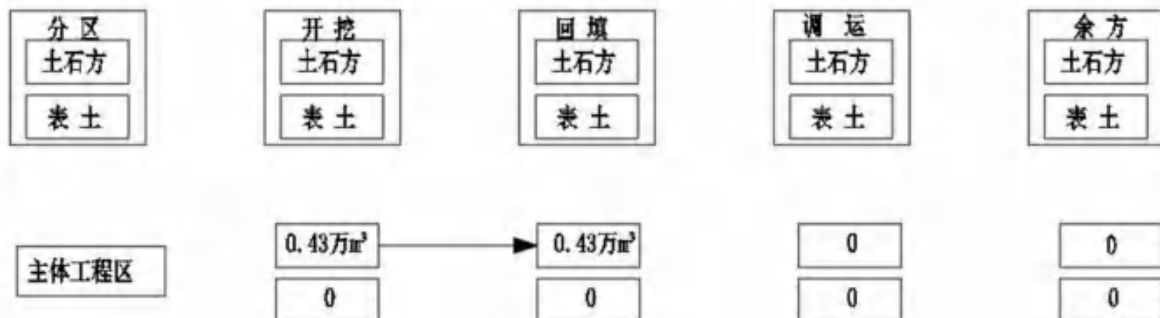 分区 开挖 回填 调运 余方
土石方 土石方 土石方 土石方 土石方
表土 表土 表土 表土 表土
0.43万m³ 0.43万m³ 0 0
主体工程区
0 0 0 0